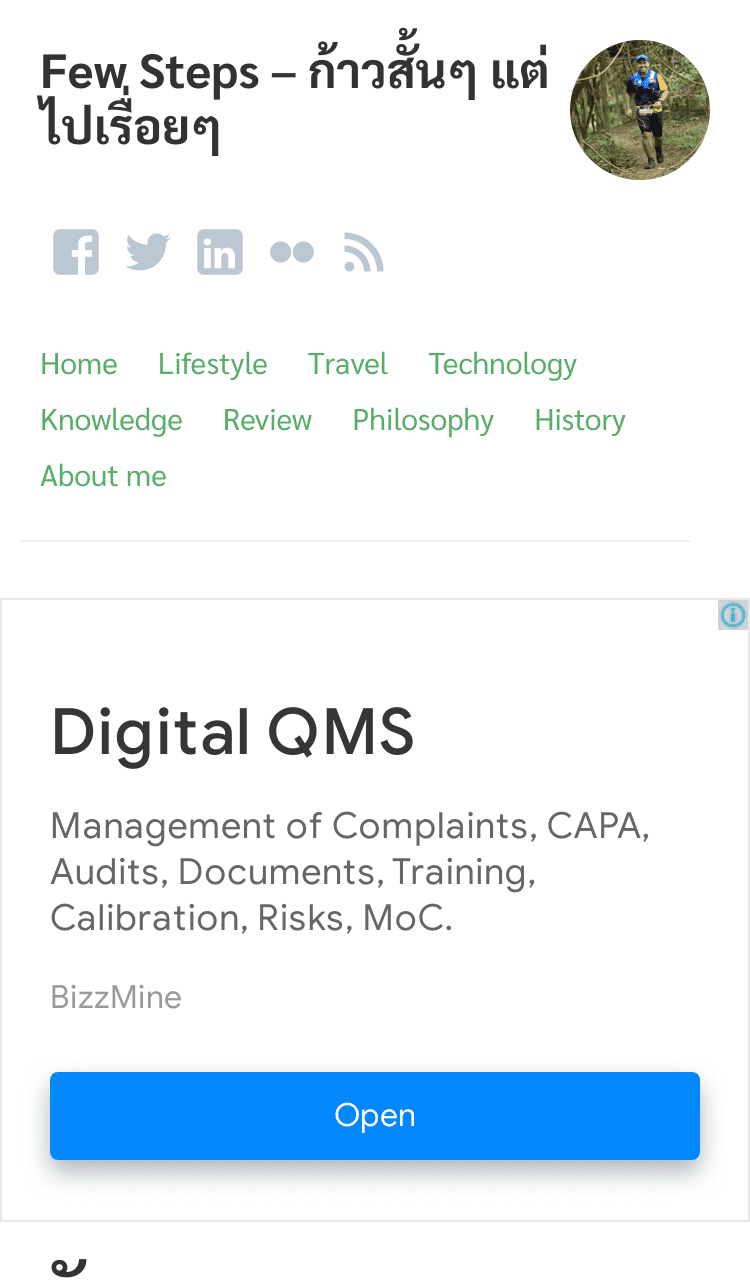 Few Steps – ก้าวสั้นๆ แต่
ไปเรื่อยๆ
Home Lifestyle Travel Technology
Knowledge Review Philosophy History
About me
Digital QMS
Management of Complaints, CAPA,
Audits, Documents, Training,
Calibration, Risks, MoC.
BizzMine
Open